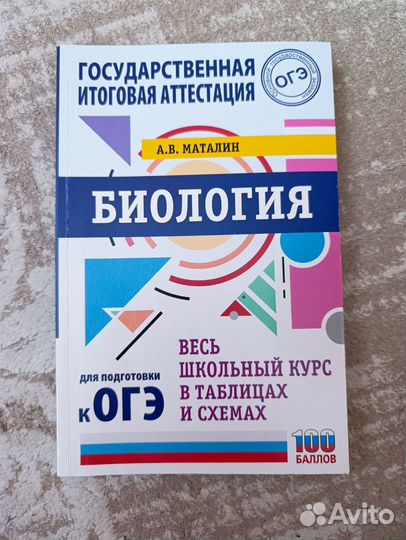 ГОСУДАРСТВЕННАЯ
ИТОГОВАЯ АТТЕСТАЦИЯ
ОГЭ
А.В. МАТАЛИН
БИОЛОГИЯ
для подготовки
к ОГЭ
ВЕСЬ
ШКОЛЬНЫЙ КУРС
В ТАБЛИЦАХ
И СХЕМАХ
100
БАЛЛОВ
Avito